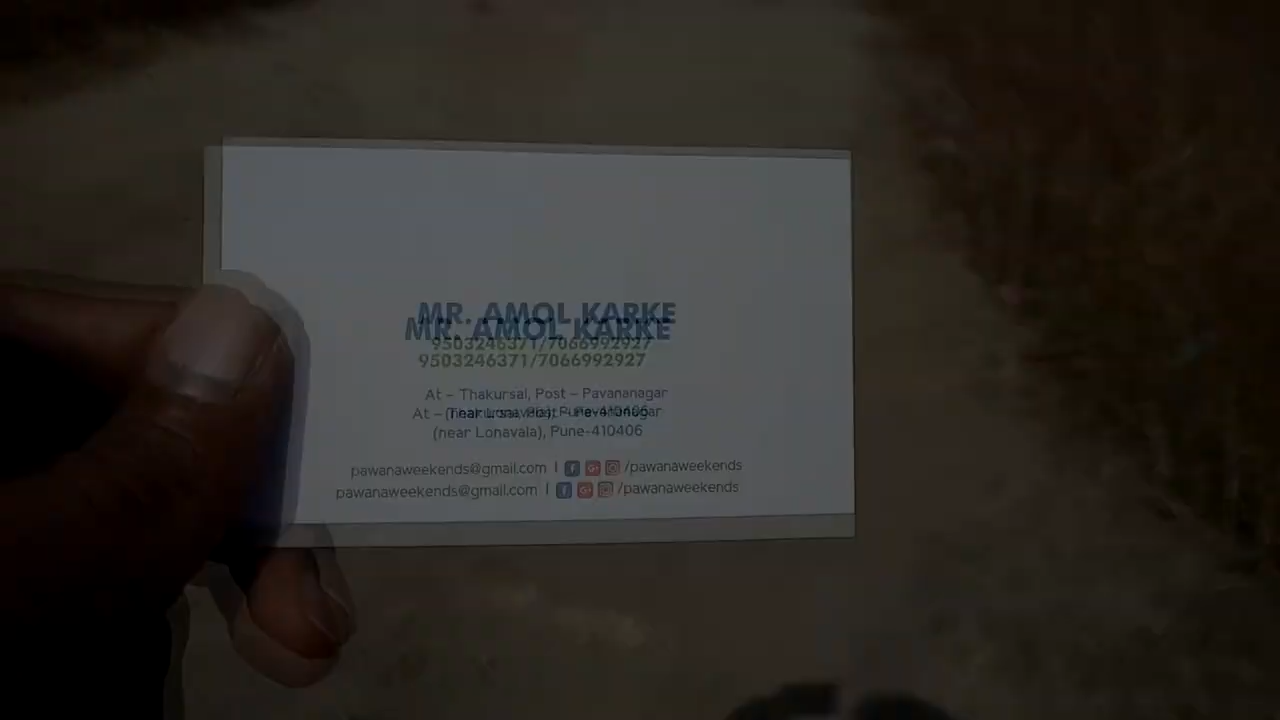 MR. AMOL KARKE
9503246371/7066992927
At – Thakursai, Post – Pavananagar
(near Lonavala), Pune-410406
pawanaweekends@gmail.com | /pawanaweekends